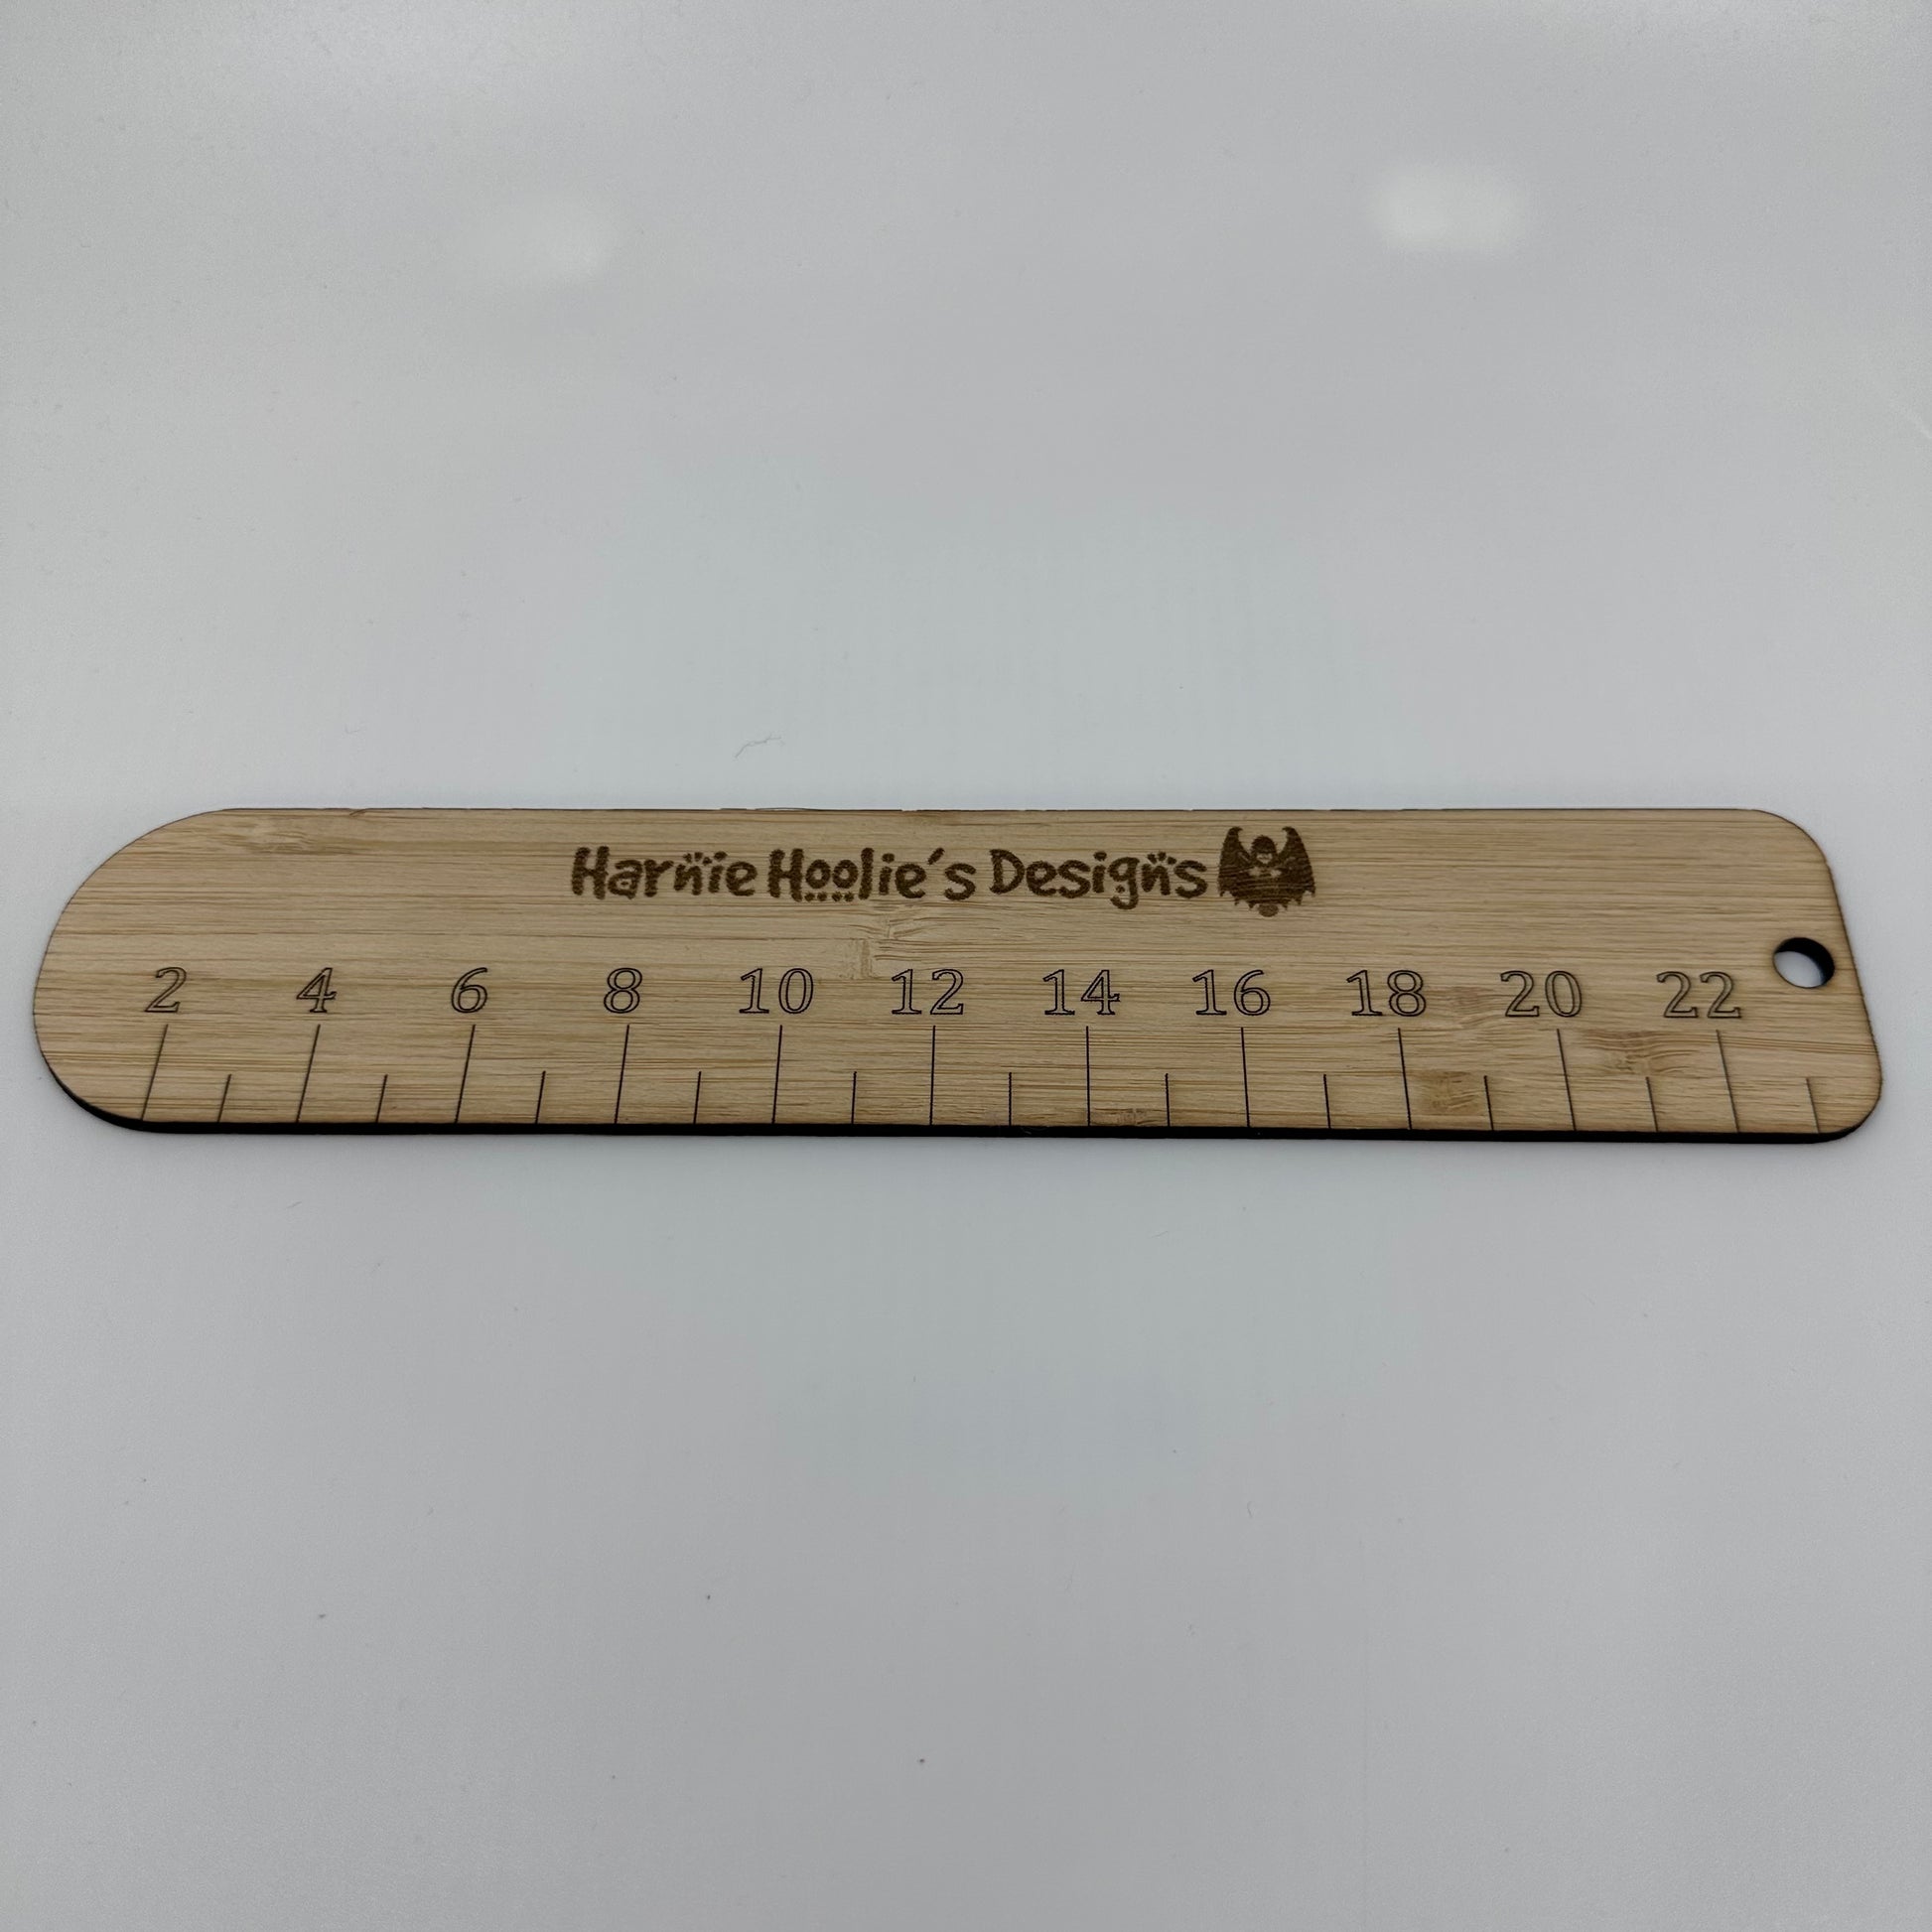 Harnie Hoolie's Designs
2 4 6 8 10 12 14 16 18 20 22